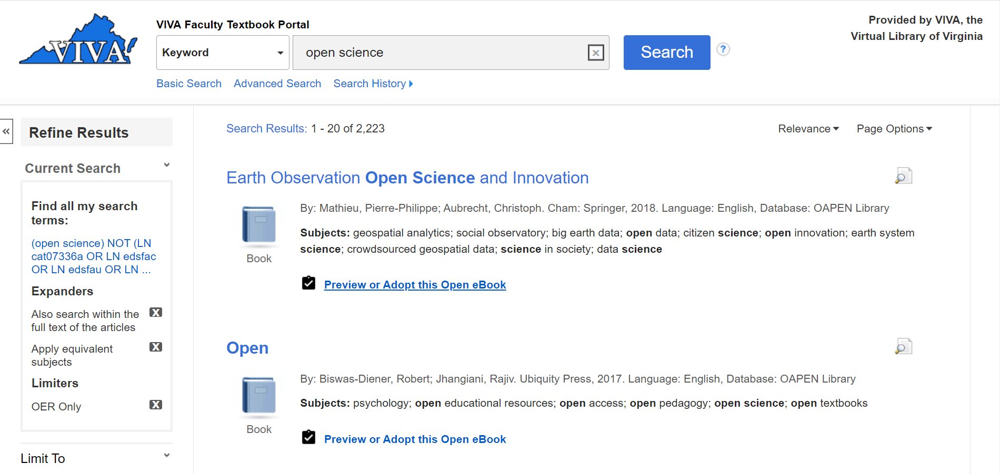 VIVA
VIVA Faculty Textbook Portal
Provided by VIVA, the
Virtual Library of Virginia
Keyword
open science
Search
?
Basic Search Advanced Search Search History
«
Refine Results
Search Results: 1 - 20 of 2,223
Relevance Page Options
Current Search
Find all my search
terms:
(open science) NOT (LN
cat07336a OR LN edsfac
OR LN edsfau OR LN ...
Expanders
Also search within the
full text of the articles
X
Apply equivalent
subjects
X
Limiters
OER Only
X
Limit To
Earth Observation Open Science and Innovation
By: Mathieu, Pierre-Philippe; Aubrecht, Christoph. Cham: Springer, 2018. Language: English, Database: OAPEN Library
Subjects: geospatial analytics; social observatory; big earth data; open data; citizen science; open innovation; earth system
science; crowdsourced geospatial data; science in society; data science
Book
Preview or Adopt this Open eBook
Open
By: Biswas-Diener, Robert; Jhangiani, Rajiv. Ubiquity Press, 2017. Language: English, Database: OAPEN Library
Subjects: psychology; open educational resources; open access; open pedagogy; open science; open textbooks
Book
Preview or Adopt this Open eBook